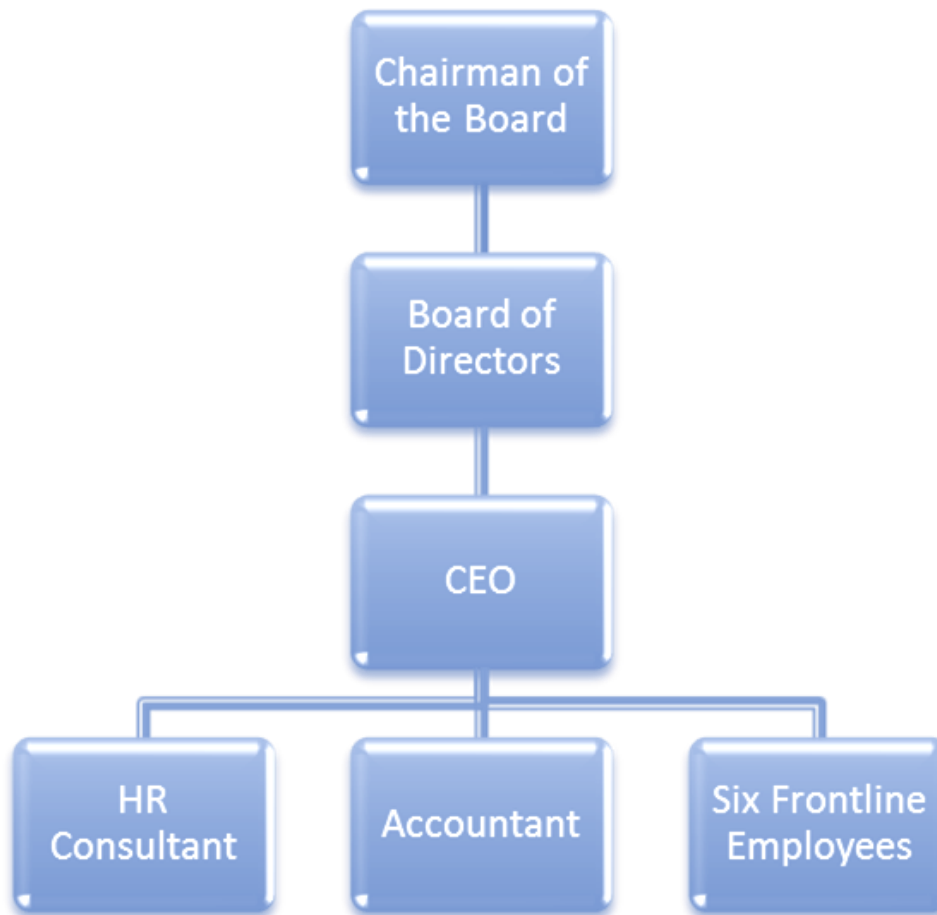 Chairman of
the Board
Board of
Directors
CEO
HR
Consultant
Accountant
Six Frontline
Employees